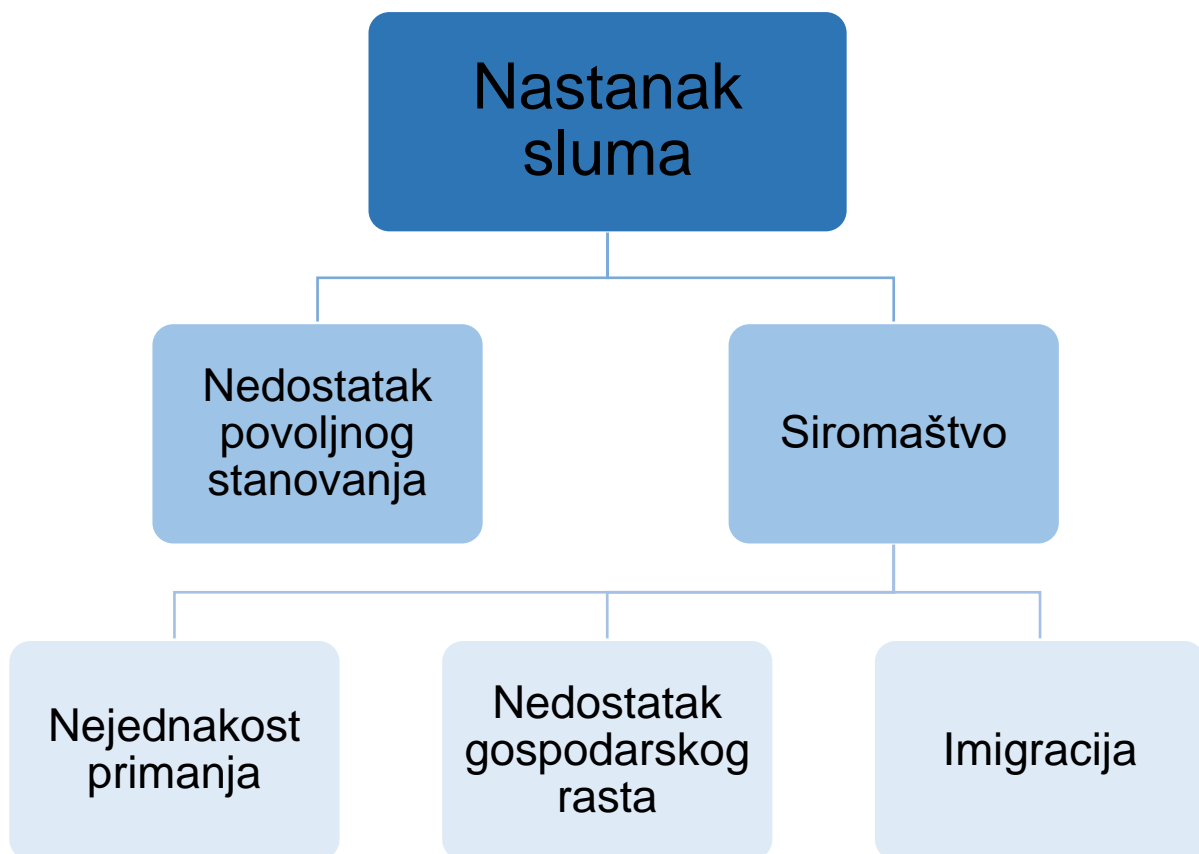 Nastanak
sluma
Nedostatak
povoljnog
stanovanja
Siromaštvo
Nejednakost
primanja
Nedostatak
gospodarskog
rasta
Imigracija